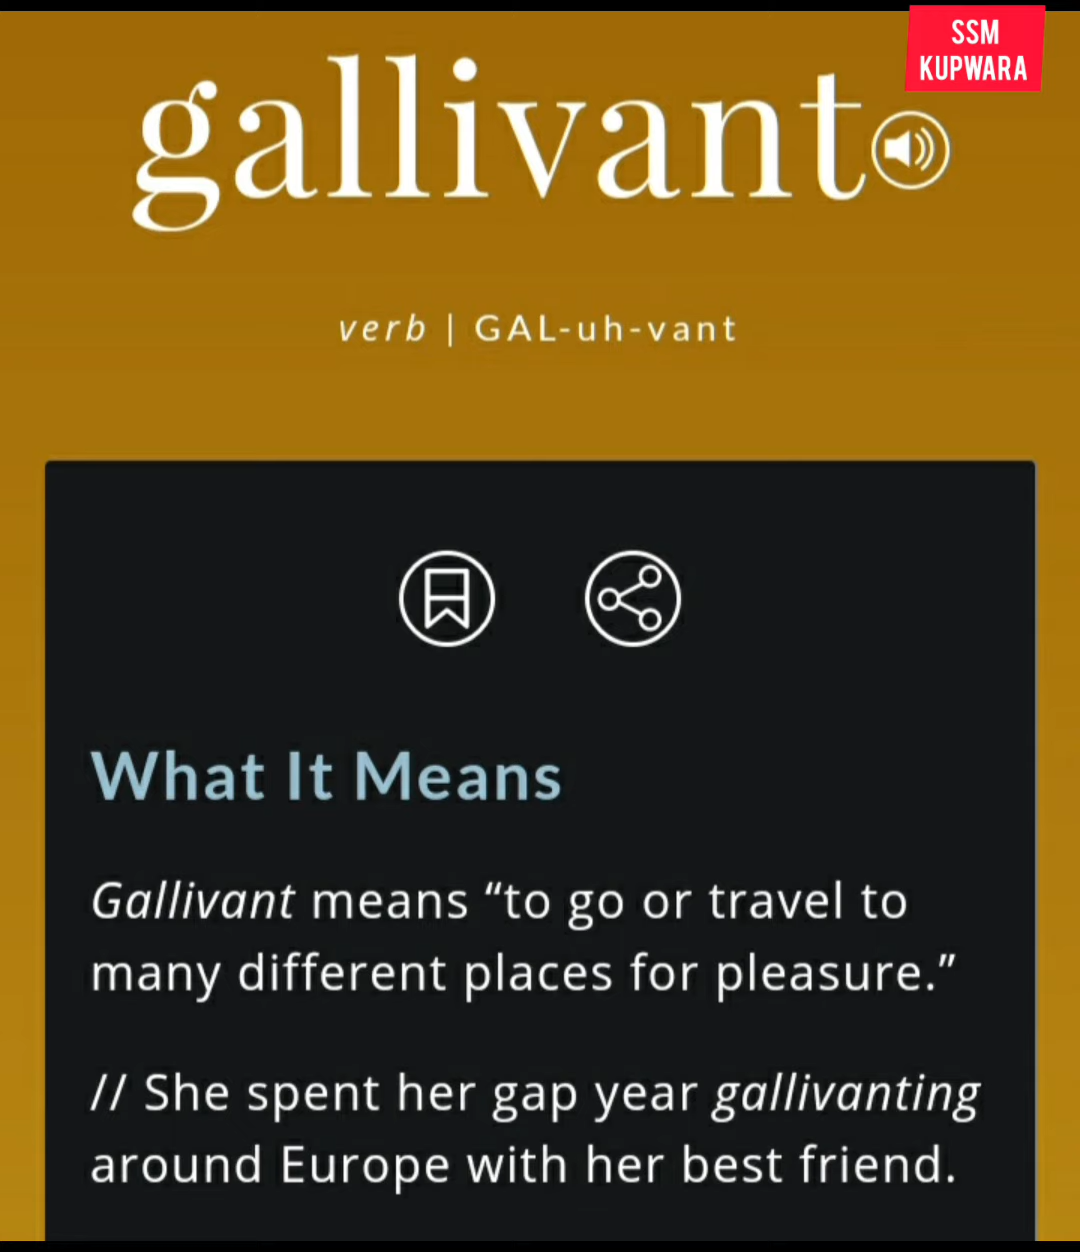 SSM
KUPWARA
gallivant
verb | GAL-uh-vant
What It Means
Gallivant means “to go or travel to
many different places for pleasure.”
// She spent her gap year gallivanting
around Europe with her best friend.